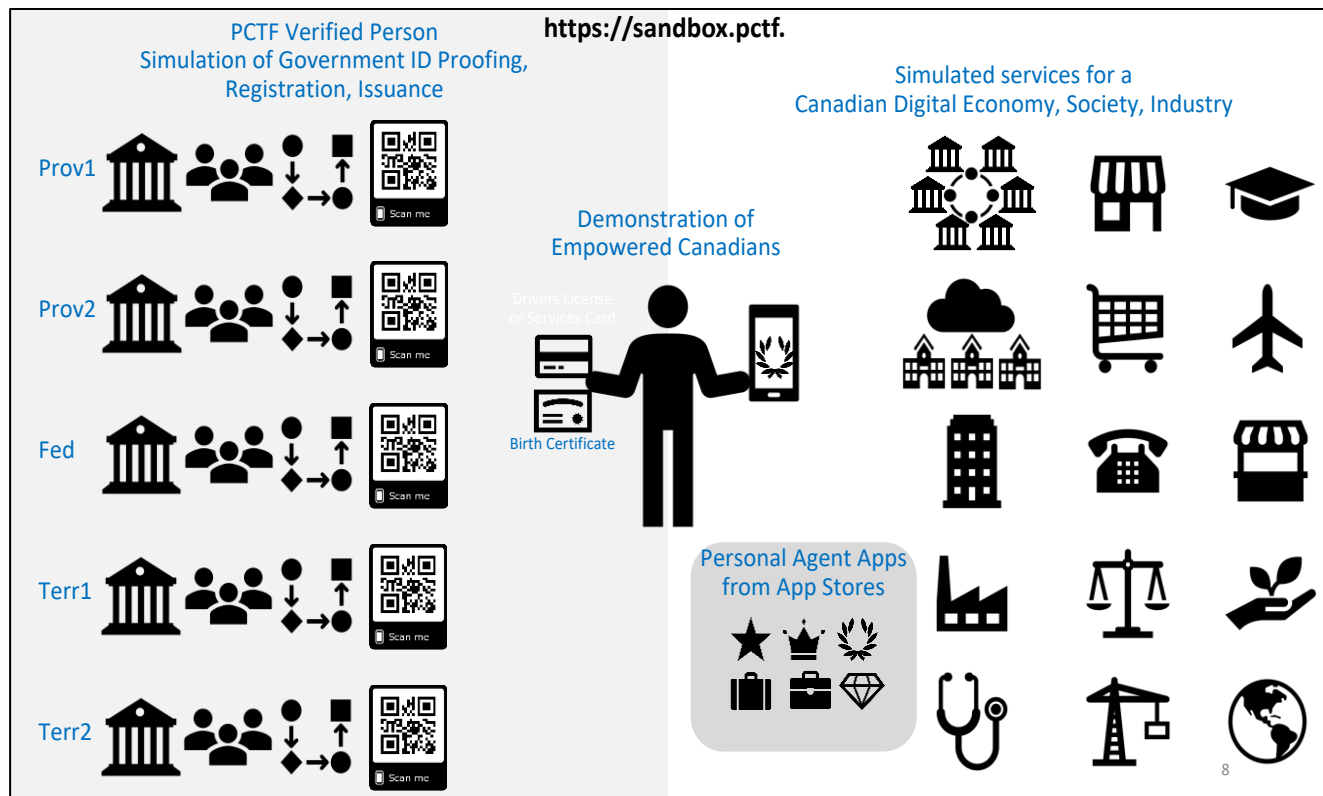 https://sandbox.pctf.
PCTF Verified Person
Simulation of Government ID Proofing,
Registration, Issuance
Simulated services for a
Canadian Digital Economy, Society, Industry
Prov1
Scan me
Demonstration of
Empowered Canadians
Prov2
Drivers License
or Services Card
Scan me
Birth Certificate
Fed
Scan me
Personal Agent Apps
from App Stores
Terr1
Scan me
Terr2
Scan me
8